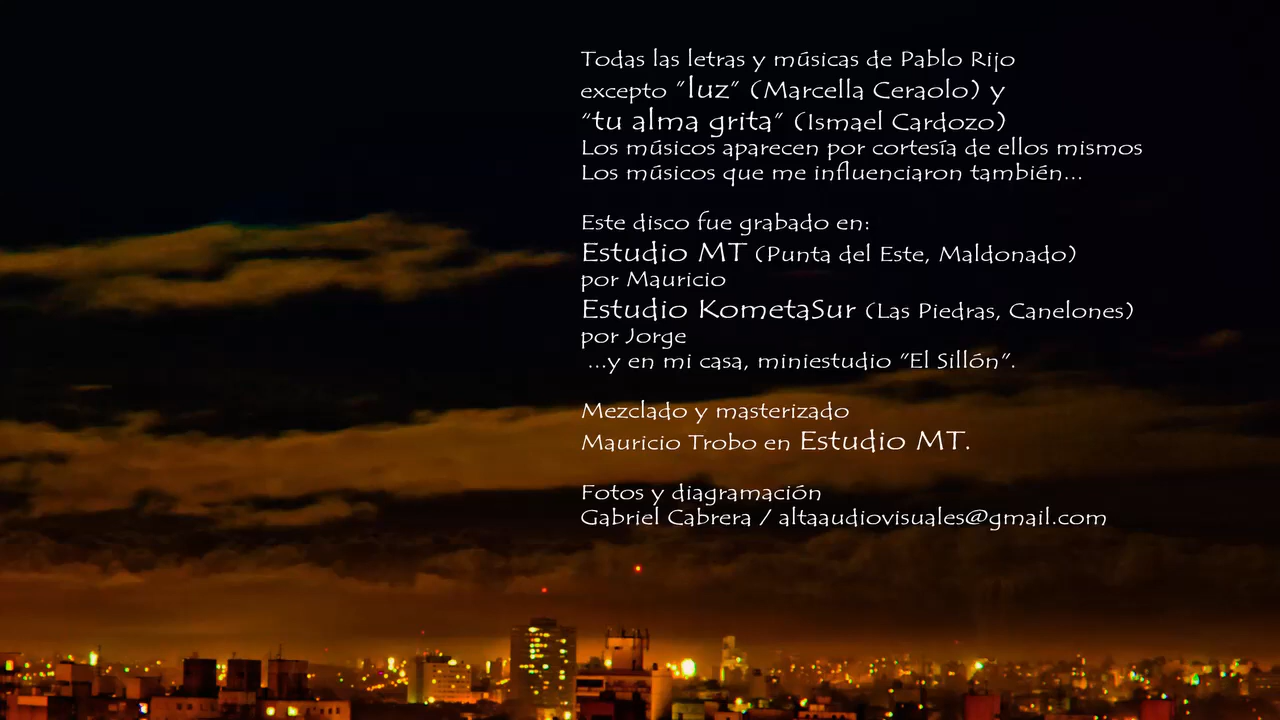 Todas las letras y músicas de Pablo Rijo
excepto "luz" (Marcella Ceraolo) y
"tu alma grita" (Ismael Cardozo)
Los músicos aparecen por cortesía de ellos mismos
Los músicos que me influenciaron también...
Este disco fue grabado en:
Estudio MT (Punta del Este, Maldonado)
por Mauricio
Estudio KometaSur (Las Piedras, Canelones)
por Jorge
...y en mi casa, miniestudio "El Sillón".
Mezclado y masterizado
Mauricio Trobo en Estudio MT.
Fotos y diagramación
Gabriel Cabrera / altaaudiovisuales@gmail.com